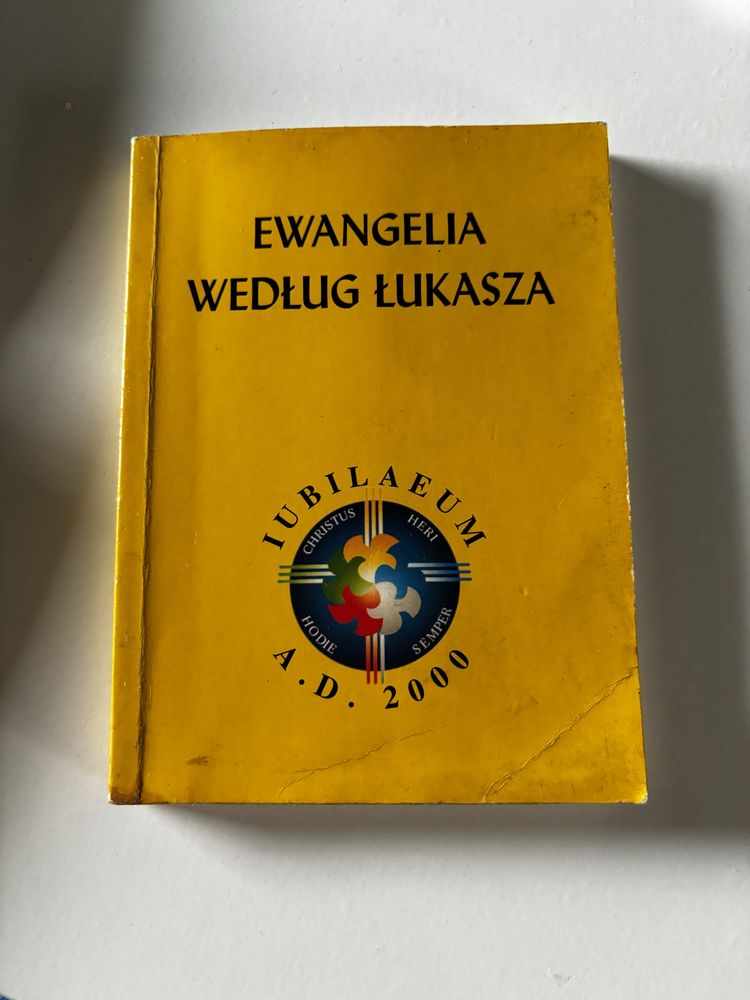 EWANGELIA
WEDŁUG ŁUKASZA
IUBILAEUM
CHRISTUS HERI
HODIE SEMPER
A.D. 2000